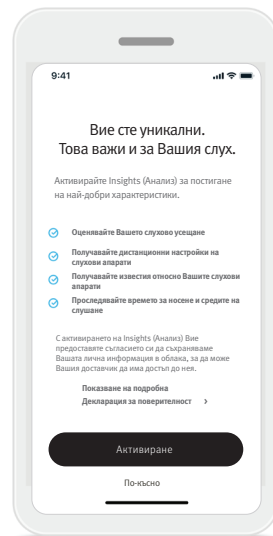 9:41
Вие сте уникални.
Това важи и за Вашия слух.
Активирайте Insights (Анализ) за постигане
на най-добри характеристики.
Оценявайте Вашето слухово усещане
Получавайте дистанционни настройки на
слухови апарати
Получавайте известия относно Вашите слухови
апарати
Проследявайте времето за носене и средите на
слушане
С активирането на Insights (Анализ) Вие
предоставяте съгласието си да съхраняваме
Вашата лична информация в облака, за да може
Вашия доставчик да има достъп до нея.
Показване на подробна
Декларация за поверителност ›
Активиране
По-късно